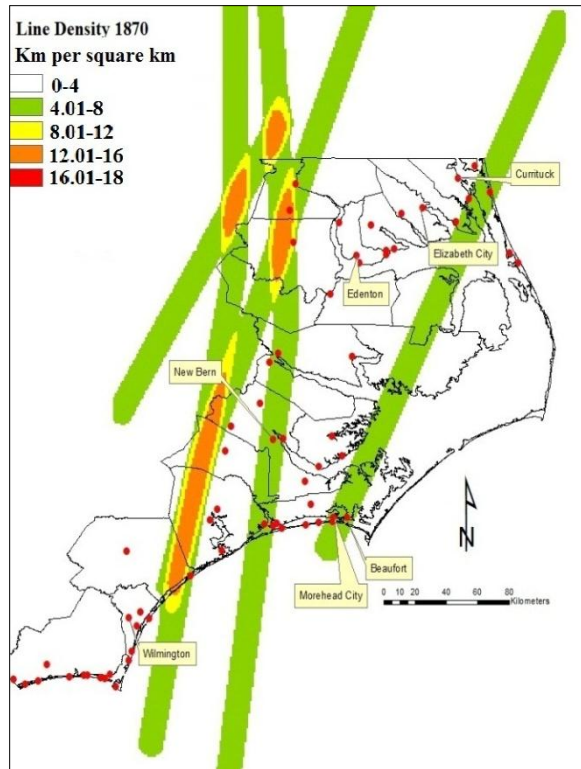 Line Density 1870
Km per square km
0-4
4.01-8
8.01-12
12.01-16
16.01-18
Currituck
Elizabeth City
Edenton
New Bern
N
Beaufort
Morehead City
0 10 20 40 60 80
Kilometers
Wilmington